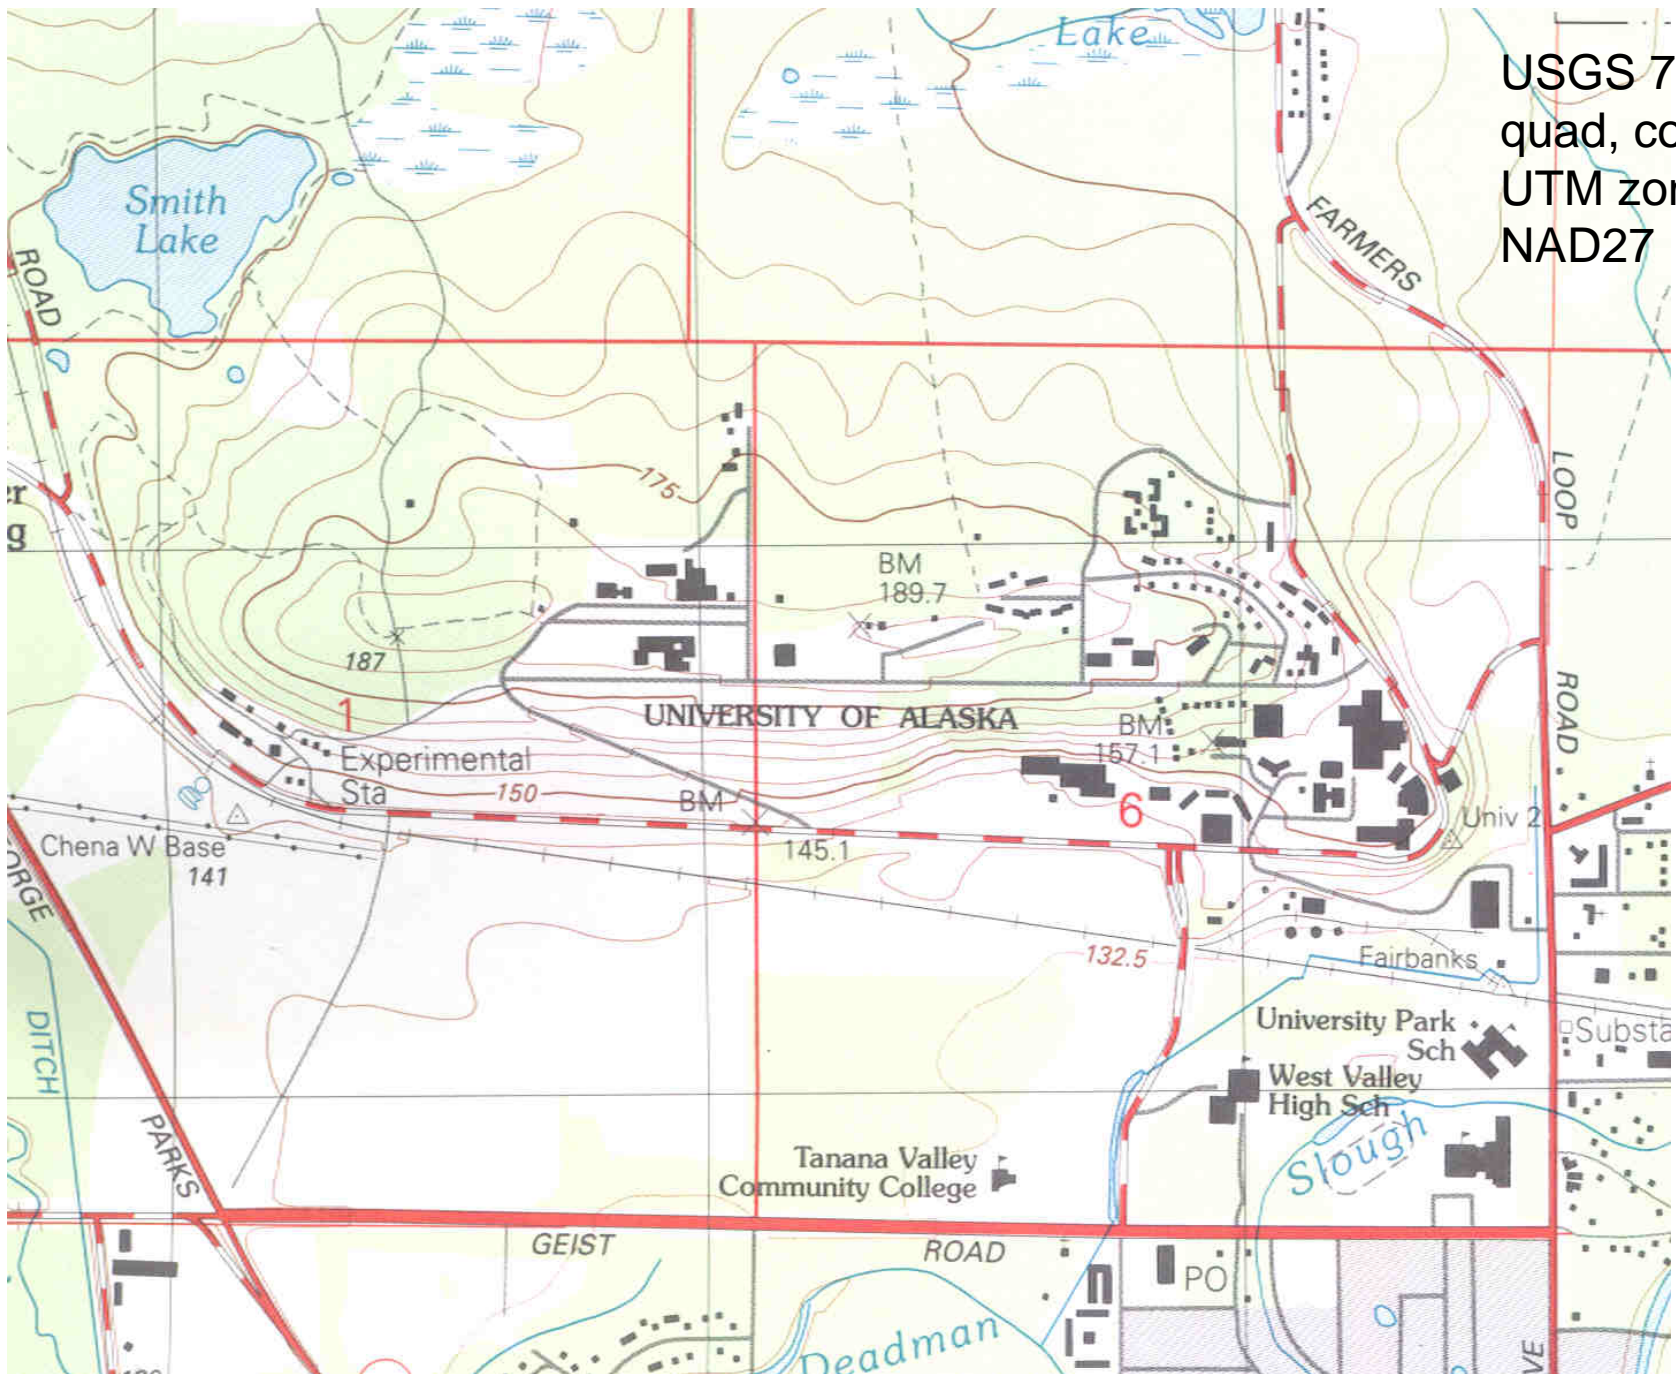 Lake
USGS 7
quad, co
UTM zon
NAD27
Smith
Lake
ROAD
FARMERS
LOOP
175
BM
189.7
187
1
UNIVERSITY OF ALASKA
BM
157.1
ROAD
Experimental
Sta
150
BM
6
Univ 2
145.1
Chena W Base
141
132.5
Fairbanks
DITCH
University Park
Sch
Substa
West Valley
High Sch
PARKS
Slough
Tanana Valley
Community College
GEIST
ROAD
PO
Deadman